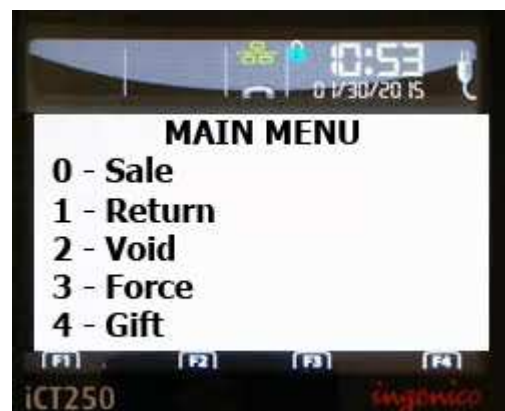 10:53
01/30/2015
MAIN MENU
0 - Sale
1 - Return
2 - Void
3 - Force
4 - Gift
F1 F2 F3 F4
iCT250 ingenico